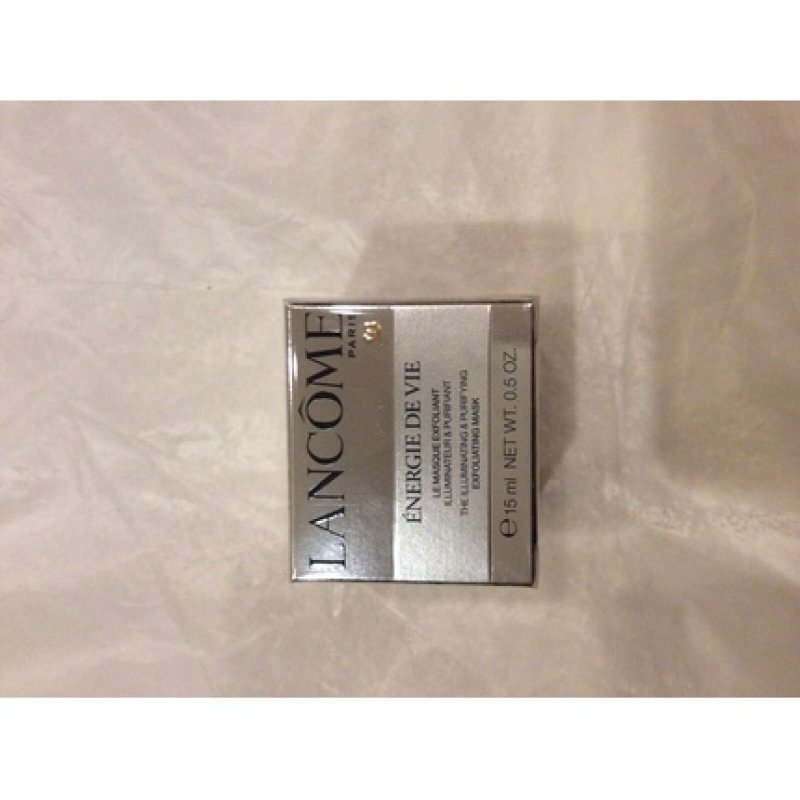 LANCÔME
PARIS
ÉNERGIE DE VIE
LE MASQUE EXFOLIANT
ILLUMINATEUR & PURIFIANT
THE ILLUMINATING & PURIFYING
EXFOLIATING MASK
℮ 15 ml NET WT. 0.5 OZ.